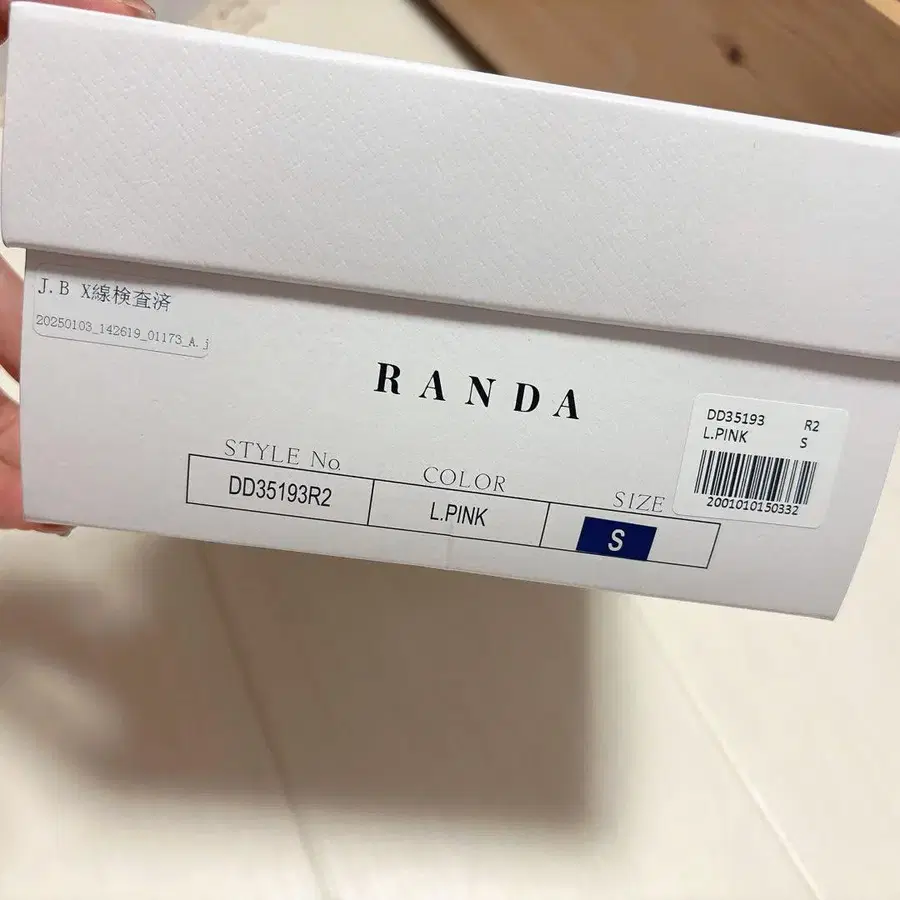 J.B X線検査済
20250103_142619_01173_A.j
RANDA
STYLE No. COLOR SIZE
DD35193R2 L.PINK S
DD35193 R2
L.PINK S
2001010150332